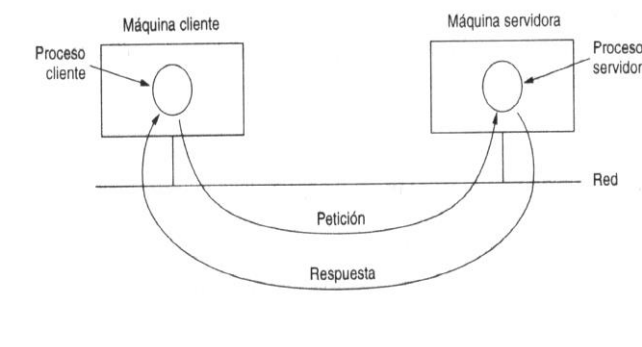 Máquina cliente
Máquina servidora
Proceso
cliente
Proceso
servidor
Red
Petición
Respuesta